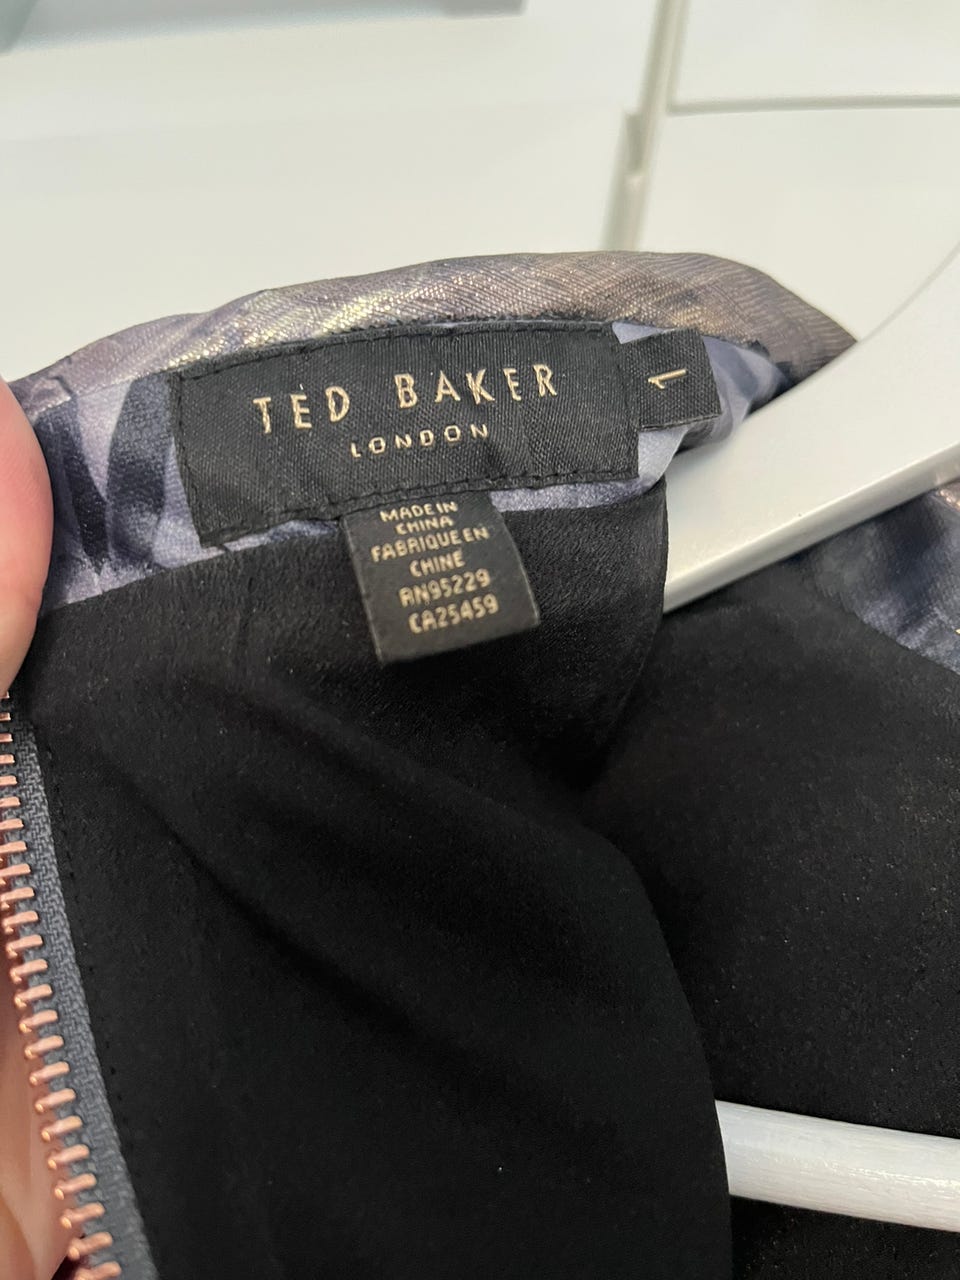 TED BAKER
LONDON
1
MADE IN
CHINA
FABRIQUE EN
CHINE
RN95229
CA25459